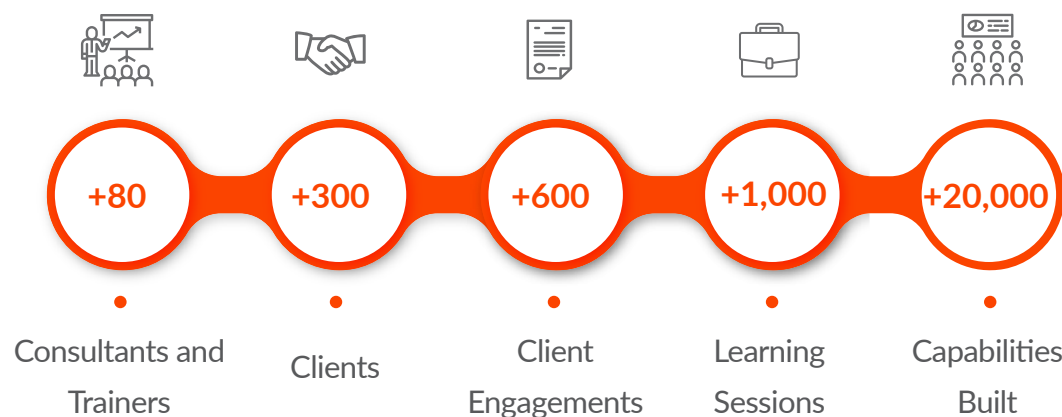 +80
+300
+600
+1,000
+20,000
Consultants and
Trainers
Clients
Client
Engagements
Learning
Sessions
Capabilities
Built